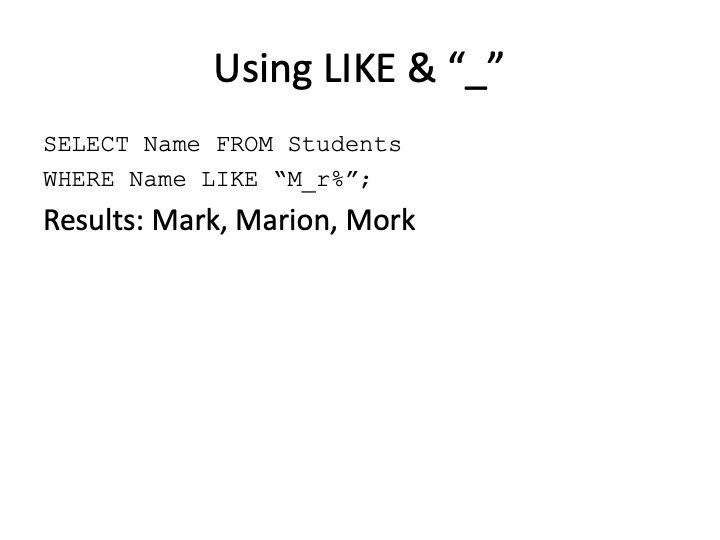 Using LIKE & “_”
SELECT Name FROM Students
WHERE Name LIKE “M_r%”;
Results: Mark, Marion, Mork